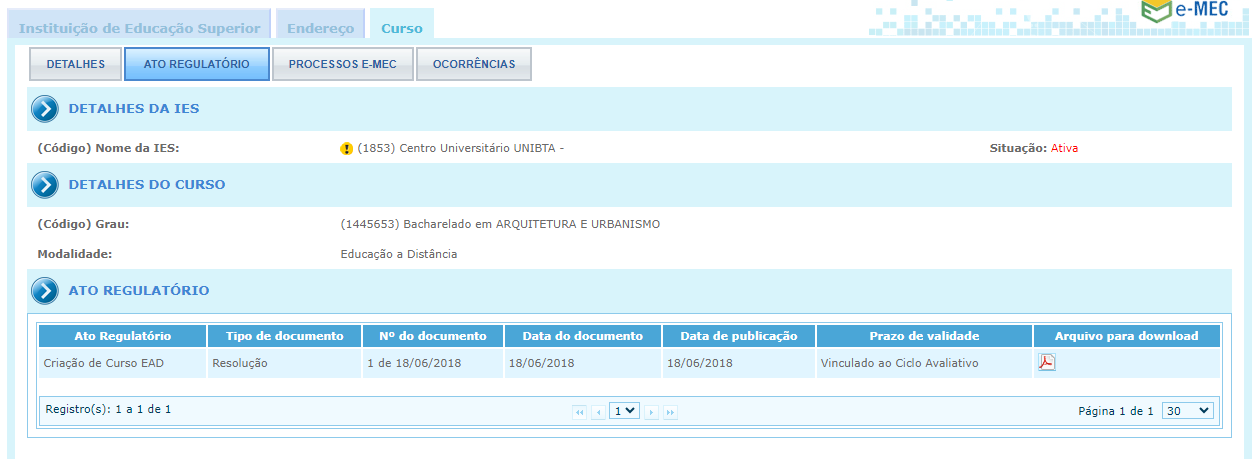 e-MEC
Instituição de Educação Superior Endereço Curso
DETALHES ATO REGULATÓRIO PROCESSOS E-MEC OCORRÊNCIAS
DETALHES DA IES
(Código) Nome da IES: (1853) Centro Universitário UNIBTA - Situação: Ativa
DETALHES DO CURSO
(Código) Grau: (1445653) Bacharelado em ARQUITETURA E URBANISMO
Modalidade: Educação a Distância
ATO REGULATÓRIO
Ato Regulatório Tipo de documento Nº do documento Data do documento Data de publicação Prazo de validade Arquivo para download
Criação de Curso EAD Resolução 1 de 18/06/2018 18/06/2018 18/06/2018 Vinculado ao Ciclo Avaliativo
Registro(s): 1 a 1 de 1 1 Página 1 de 1 30